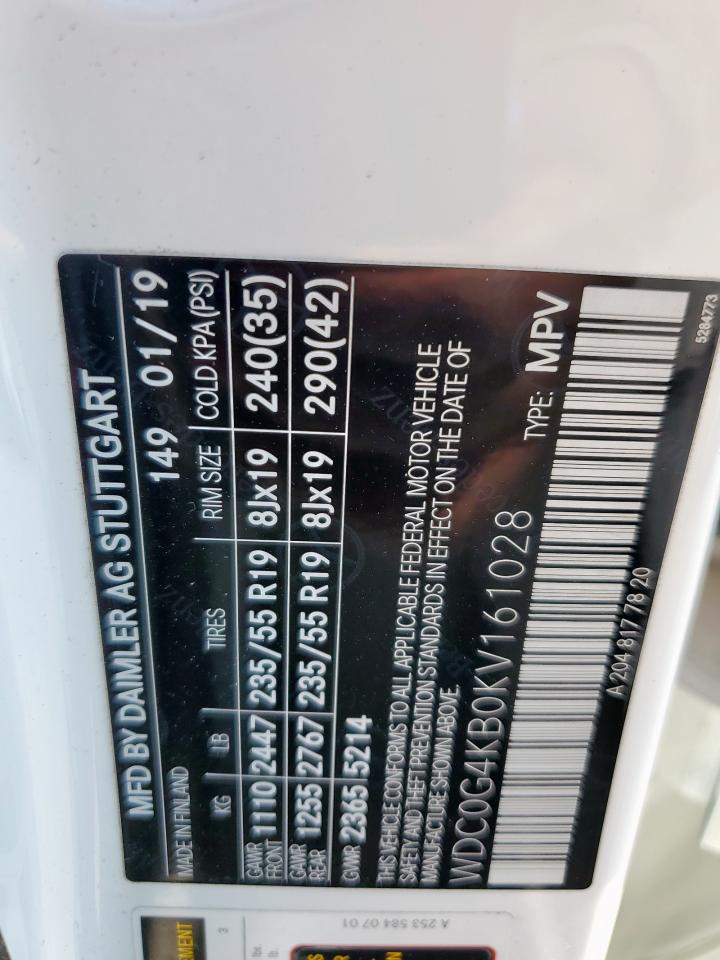 MFD BY DAIMLER AG STUTTGART
MADE IN FINLAND 149 01/19
KG LB TIRES RIM SIZE COLD KPA (PSI)
GAWR FRONT 1110 2447 235/55 R19 8Jx19 240(35)
GAWR REAR 1255 2767 235/55 R19 8Jx19 290(42)
GVWR 2365 5214
THIS VEHICLE CONFORMS TO ALL APPLICABLE FEDERAL MOTOR VEHICLE
SAFETY AND THEFT PREVENTION STANDARDS IN EFFECT ON THE DATE OF
MANUFACTURE SHOWN ABOVE.
WDC0G4KB0KV161028 TYPE: MPV
A 204 817 78 20
5284773
A 253 584 07 01
3
lb.